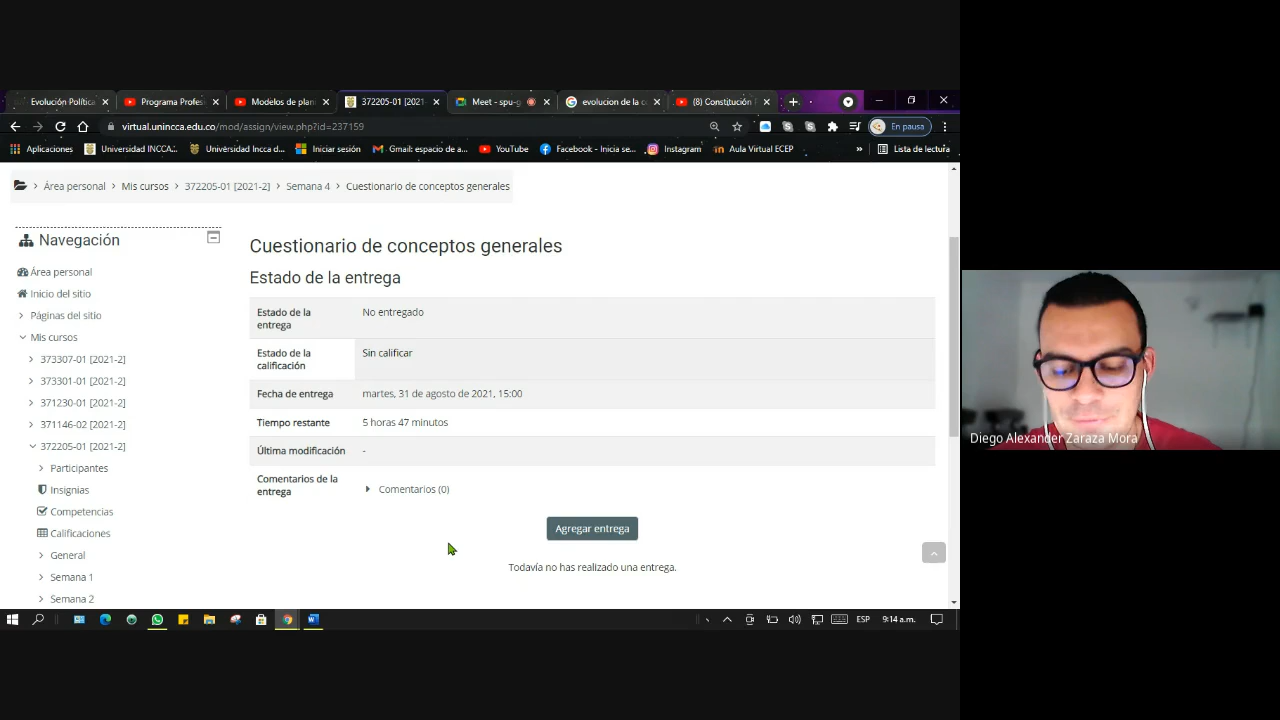 Evolución Política
Programa Profes
Modelos de plan
372205-01 [2021-
Meet - spu-g
evolucion de la c
(8) Constitución
virtual.unincca.edu.co/mod/assign/view.php?id=237159
En pausa
Aplicaciones
Universidad INCCA...
Universidad Incca d...
Iniciar sesión
Gmail: espacio de a...
YouTube
Facebook - Inicia se...
Instagram
Aula Virtual ECEP
»
Lista de lectura
Área personal > Mis cursos > 372205-01 [2021-2] > Semana 4 > Cuestionario de conceptos generales
Navegación
Área personal
Inicio del sitio
Páginas del sitio
Mis cursos
373307-01 [2021-2]
373301-01 [2021-2]
371230-01 [2021-2]
371146-02 [2021-2]
372205-01 [2021-2]
Participantes
Insignias
Competencias
Calificaciones
General
Semana 1
Semana 2
Cuestionario de conceptos generales
Estado de la entrega
Estado de la
entrega
No entregado
Estado de la
calificación
Sin calificar
Fecha de entrega
martes, 31 de agosto de 2021, 15:00
Tiempo restante
5 horas 47 minutos
Última modificación
-
Comentarios de la
entrega
Comentarios (0)
Agregar entrega
Todavía no has realizado una entrega.
ESP
9:14 a.m.
Diego Alexander Zaraza Mora